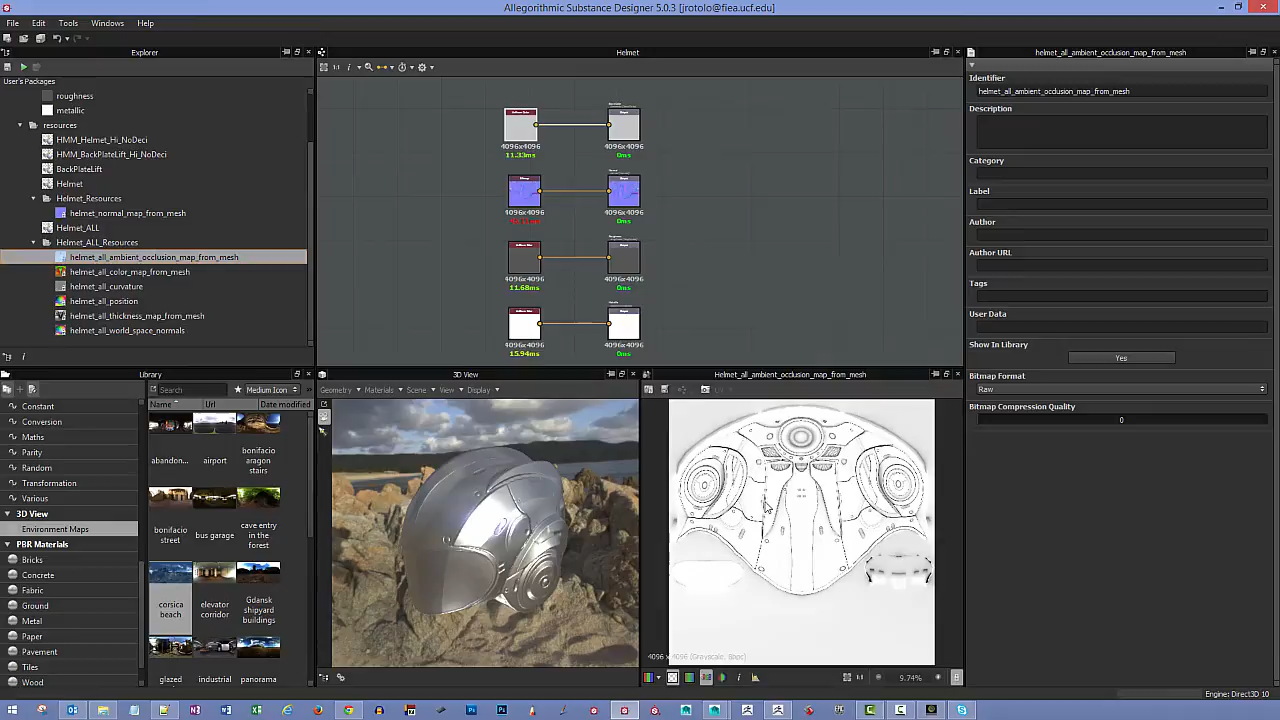 Allegorithmic Substance Designer 5.0.3 [jrotolo@fiea.ucf.edu]
File Edit Tools Windows Help
Explorer
User's Packages
roughness
metallic
resources
HMM_Helmet_Hi_NoDeci
HMM_BackPlateLift_Hi_NoDeci
BackPlateLift
Helmet
Helmet_Resources
helmet_normal_map_from_mesh
Helmet_ALL
Helmet_ALL_Resources
helmet_all_ambient_occlusion_map_from_mesh
helmet_all_color_map_from_mesh
helmet_all_curvature
helmet_all_position
helmet_all_thickness_map_from_mesh
helmet_all_world_space_normals
Helmet
4096x4096 4096x4096
11.33ms 0ms
4096x4096 4096x4096
0ms
4096x4096 4096x4096
11.68ms 0ms
4096x4096 4096x4096
15.94ms 0ms
helmet_all_ambient_occlusion_map_from_mesh
Identifier
helmet_all_ambient_occlusion_map_from_mesh
Description
Category
Label
Author
Author URL
Tags
User Data
Show In Library
Yes
Bitmap Format
Raw
Bitmap Compression Quality
0
Library
Search
Medium Icon
Name Url Date modified
Constant
Conversion
Maths
Parity
Random
Transformation
Various
3D View
Environment Maps
PBR Materials
Bricks
Concrete
Fabric
Ground
Metal
Paper
Pavement
Tiles
Wood
abandon... airport bonifacio aragon stairs
bonifacio street bus garage cave entry in the forest
corsica beach elevator corridor Gdansk shipyard buildings
glazed industrial panorama
3D View
Geometry Materials Scene View Display
Helmet_all_ambient_occlusion_map_from_mesh
4096 x 4096 (Grayscale, 8bpc)
9.74%
1:1
Engine: Direct3D 10